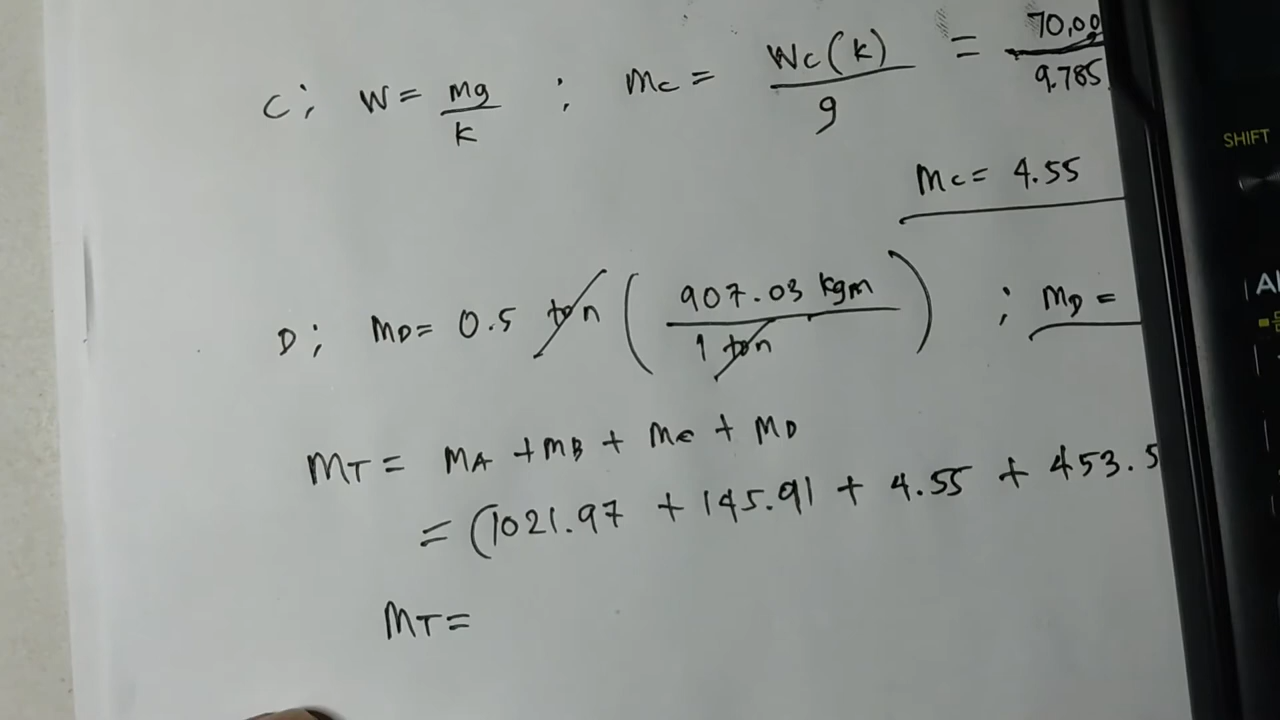 C; W = mg/k ; mc = Wc(k)/g = 70,00/9.785
mc = 4.55
D; mD = 0.5 ton ( 907.03 kgm / 1 ton ) ; mD =
mT = mA + mB + mc + mD
= (1021.97 + 145.91 + 4.55 + 453.5
mT =
SHIFT